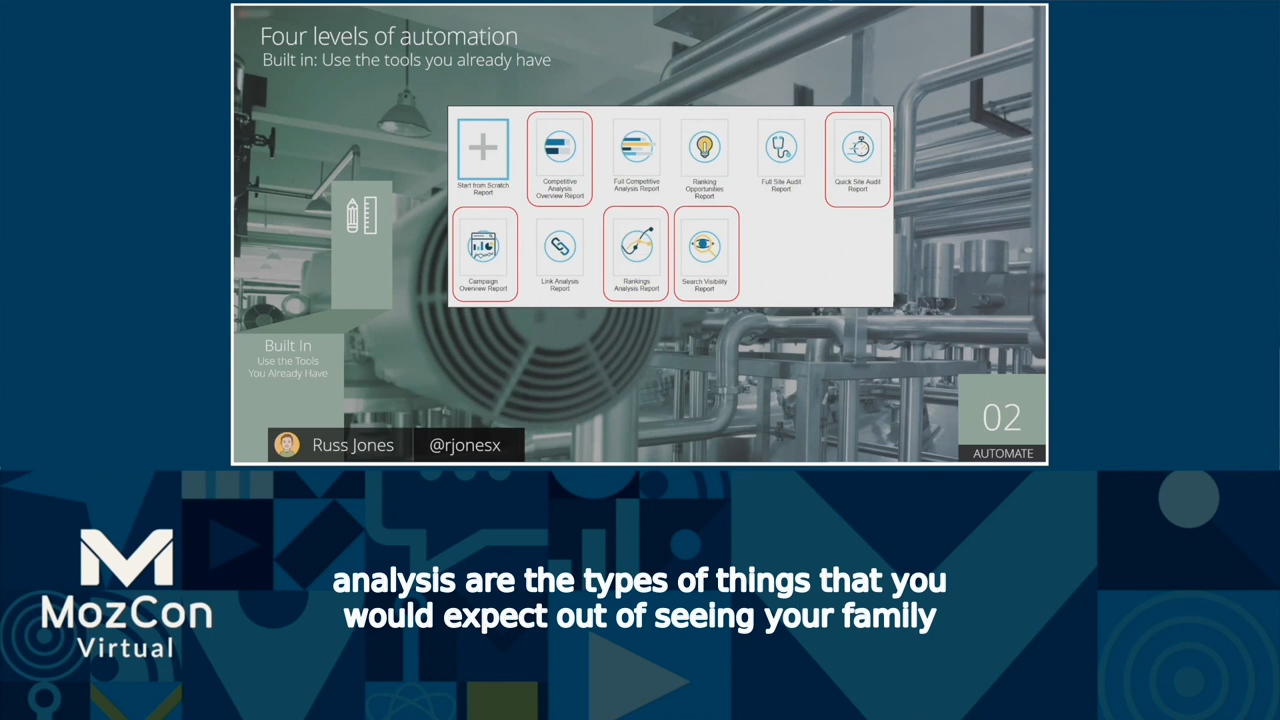 Four levels of automation
Built in: Use the tools you already have
Start from Scratch
Report
Competitive
Analysis
Overview Report
Full Competitive
Analysis Report
Ranking
Opportunities
Report
Full Site Audit
Report
Quick Site Audit
Report
Campaign
Overview Report
Link Analysis
Report
Rankings
Analysis Report
Search Visibility
Report
Built In
Use the Tools
You Already Have
Russ Jones
@rjonesx
02
AUTOMATE
MozCon
Virtual
analysis are the types of things that you
would expect out of seeing your family